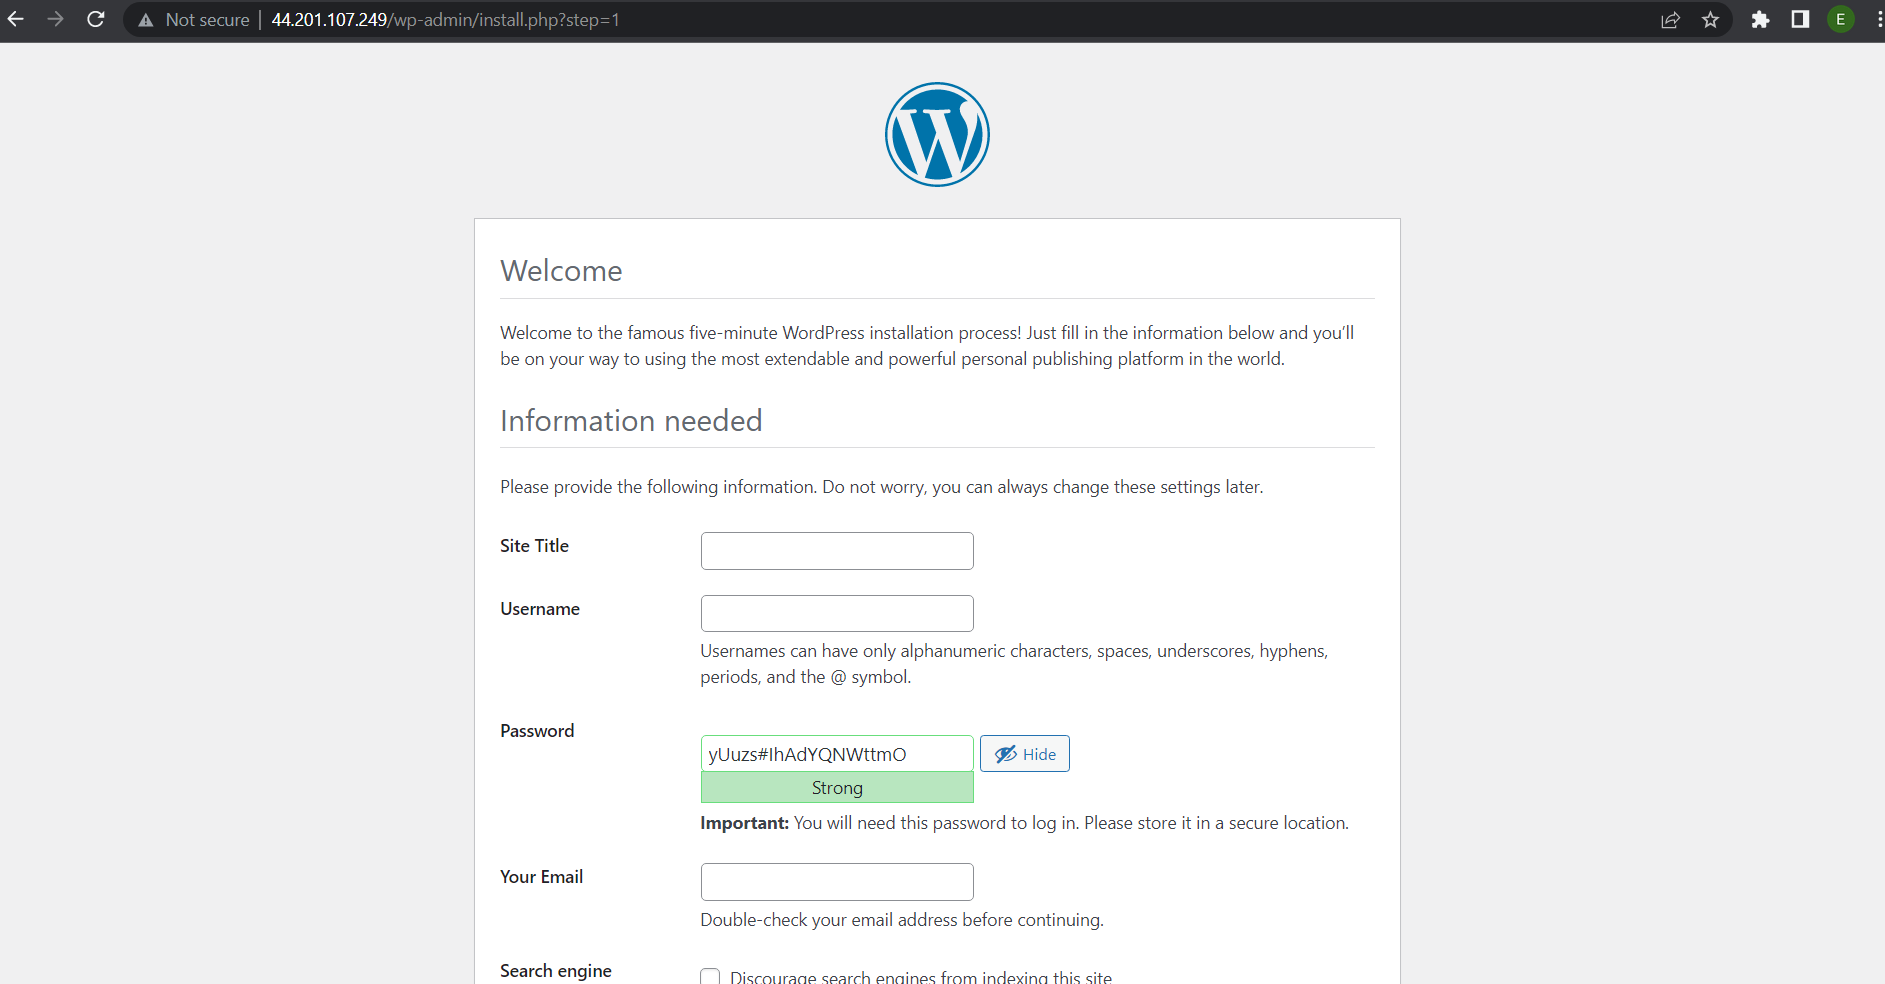 Not secure | 44.201.107.249/wp-admin/install.php?step=1
E
Welcome
Welcome to the famous five-minute WordPress installation process! Just fill in the information below and you’ll
be on your way to using the most extendable and powerful personal publishing platform in the world.
Information needed
Please provide the following information. Do not worry, you can always change these settings later.
Site Title
Username
Usernames can have only alphanumeric characters, spaces, underscores, hyphens,
periods, and the @ symbol.
Password
yUuzs#IhAdYQNWttmO
Hide
Strong
Important: You will need this password to log in. Please store it in a secure location.
Your Email
Double-check your email address before continuing.
Search engine
Discourage search engines from indexing this site